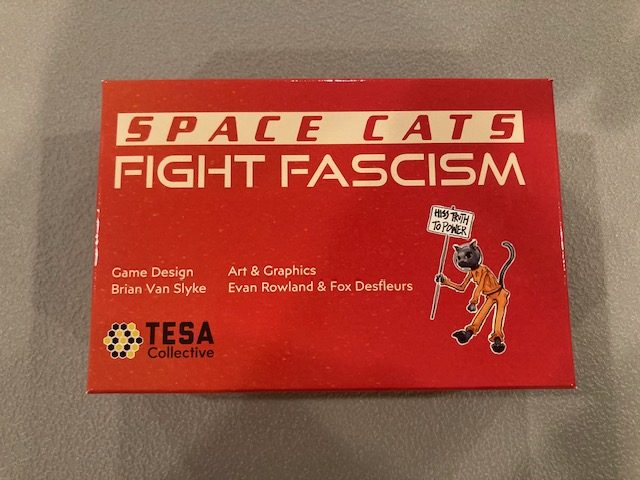 SPACE CATS
FIGHT FASCISM
HISS TRUTH
TO POWER
Game Design
Brian Van Slyke
Art & Graphics
Evan Rowland & Fox Desfleurs
TESA
Collective